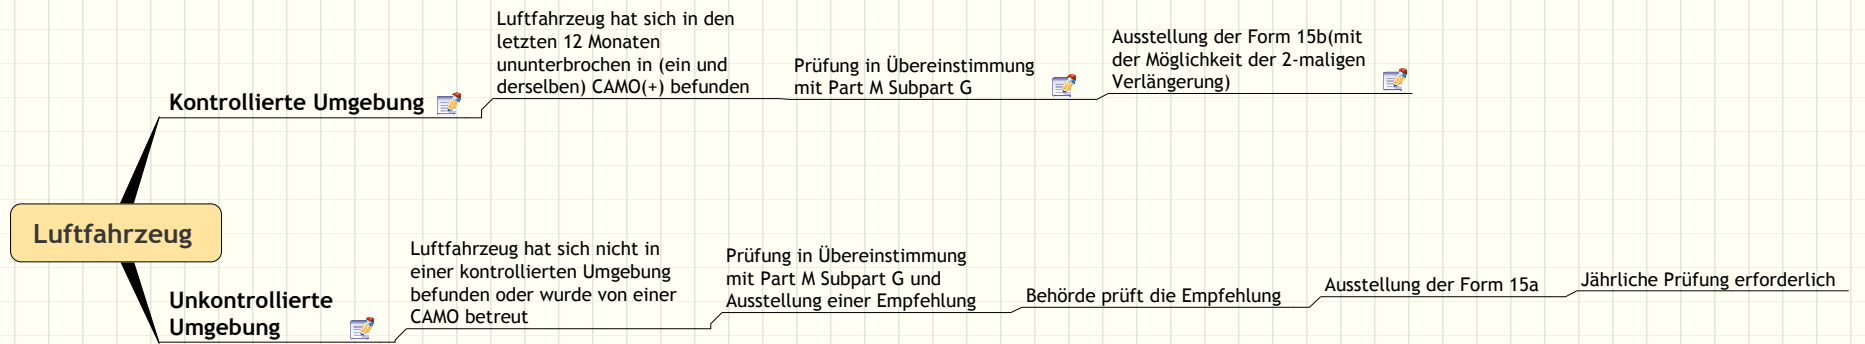 Luftfahrzeug
Kontrollierte Umgebung
Luftfahrzeug hat sich in den
letzten 12 Monaten
ununterbrochen in (ein und
derselben) CAMO(+) befunden
Prüfung in Übereinstimmung
mit Part M Subpart G
Ausstellung der Form 15b(mit
der Möglichkeit der 2-maligen
Verlängerung)
Unkontrollierte
Umgebung
Luftfahrzeug hat sich nicht in
einer kontrollierten Umgebung
befunden oder wurde von einer
CAMO betreut
Prüfung in Übereinstimmung
mit Part M Subpart G und
Ausstellung einer Empfehlung
Behörde prüft die Empfehlung
Ausstellung der Form 15a
Jährliche Prüfung erforderlich